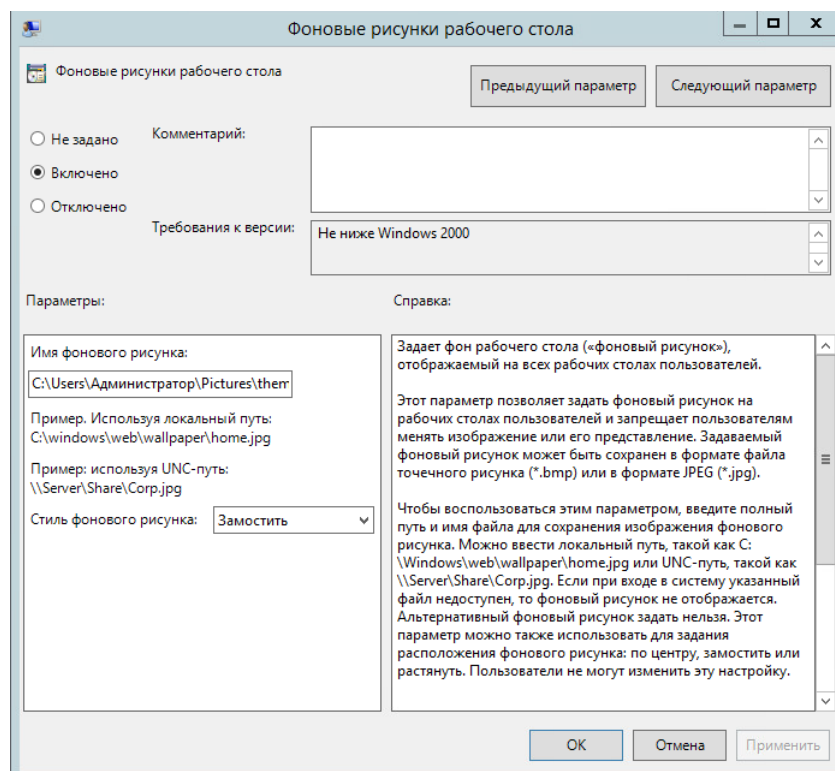 Фоновые рисунки рабочего стола
Фоновые рисунки рабочего стола
Предыдущий параметр
Следующий параметр
Не задано
Комментарий:
Включено
Отключено
Требования к версии:
Не ниже Windows 2000
Параметры:
Справка:
Имя фонового рисунка:
C:\Users\Администратор\Pictures\them
Пример. Используя локальный путь:
C:\windows\web\wallpaper\home.jpg
Пример: используя UNC-путь:
\\Server\Share\Corp.jpg
Стиль фонового рисунка:
Замостить
Задает фон рабочего стола («фоновый рисунок»),
отображаемый на всех рабочих столах пользователей.
Этот параметр позволяет задать фоновый рисунок на
рабочих столах пользователей и запрещает пользователям
менять изображение или его представление. Задаваемый
фоновый рисунок может быть сохранен в формате файла
точечного рисунка (*.bmp) или в формате JPEG (*.jpg).
Чтобы воспользоваться этим параметром, введите полный
путь и имя файла для сохранения изображения фонового
рисунка. Можно ввести локальный путь, такой как C:
\Windows\web\wallpaper\home.jpg или UNC-путь, такой как
\\Server\Share\Corp.jpg. Если при входе в систему указанный
файл недоступен, то фоновый рисунок не отображается.
Альтернативный фоновый рисунок задать нельзя. Этот
параметр можно также использовать для задания
расположения фонового рисунка: по центру, замостить или
растянуть. Пользователи не могут изменить эту настройку.
ОК
Отмена
Применить